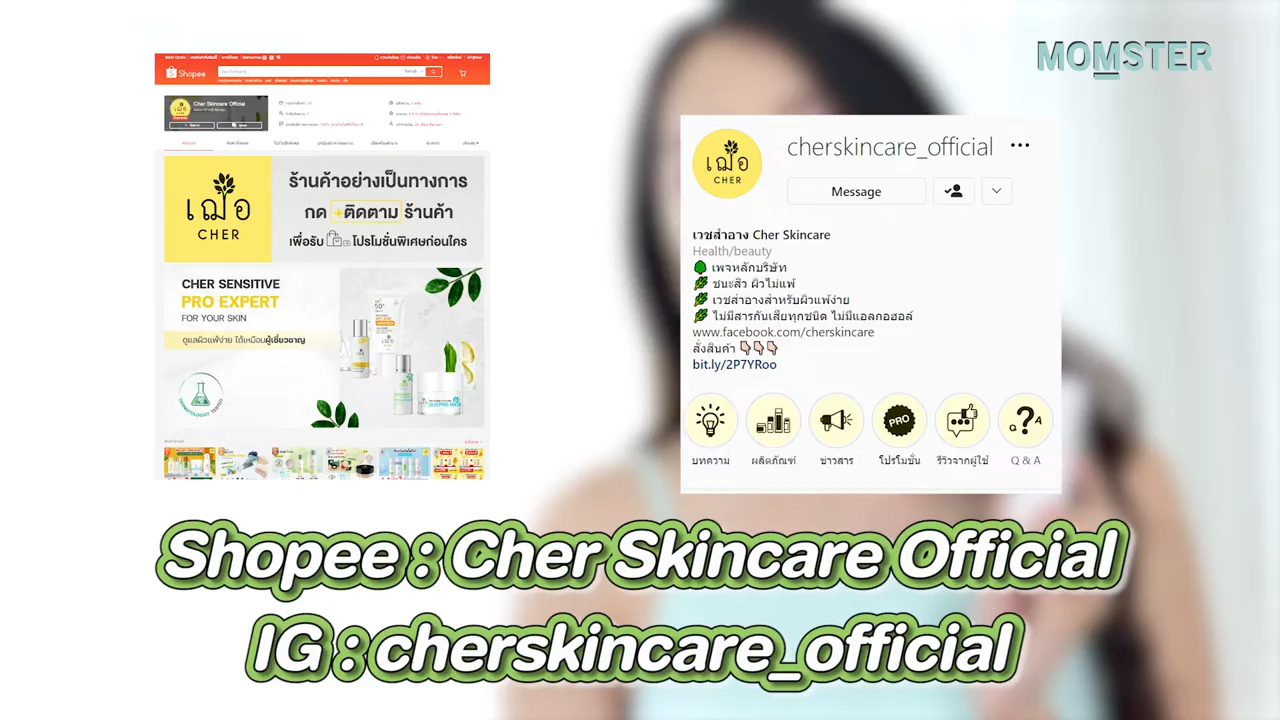 MOMSTER
Shopee
Cher Skincare Official
เฌอ
CHER
ร้านค้าอย่างเป็นทางการ
กด +ติดตาม ร้านค้า
เพื่อรับ โปรโมชั่นพิเศษก่อนใคร
CHER SENSITIVE
PRO EXPERT
FOR YOUR SKIN
ดูแลผิวแพ้ง่าย ได้เหมือนผู้เชี่ยวชาญ
DERMATOLOGIST TESTED
50+
เฌอ
SLEEPING MASK
เฌอ
CHER
cherskincare_official
Message
เวชสำอาง Cher Skincare
Health/beauty
เพจหลักบริษัท
ชนะสิว ผิวไม่แพ้
เวชสำอางสำหรับผิวแพ้ง่าย
ไม่มีสารกันเสียทุกชนิด ไม่มีแอลกอฮอล์
www.facebook.com/cherskincare
สั่งสินค้า
bit.ly/2P7YRoo
PRO
Q A
บทความ ผลิตภัณฑ์ ข่าวสาร โปรโมชั่น รีวิวจากผู้ใช้ Q & A
Shopee : Cher Skincare Official
IG : cherskincare_official